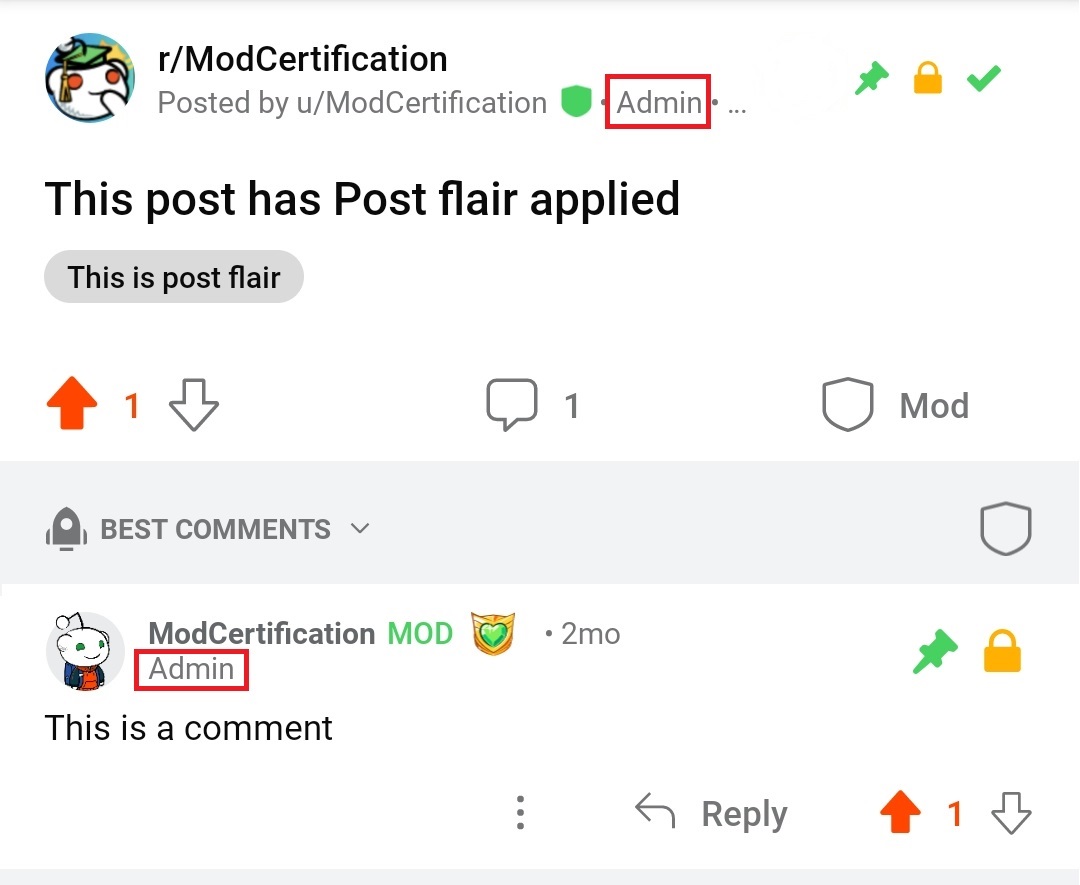 r/ModCertification
Posted by u/ModCertification • Admin • ...
This post has Post flair applied
This is post flair
1 1 Mod
BEST COMMENTS
ModCertification MOD • 2mo
Admin
This is a comment
Reply 1